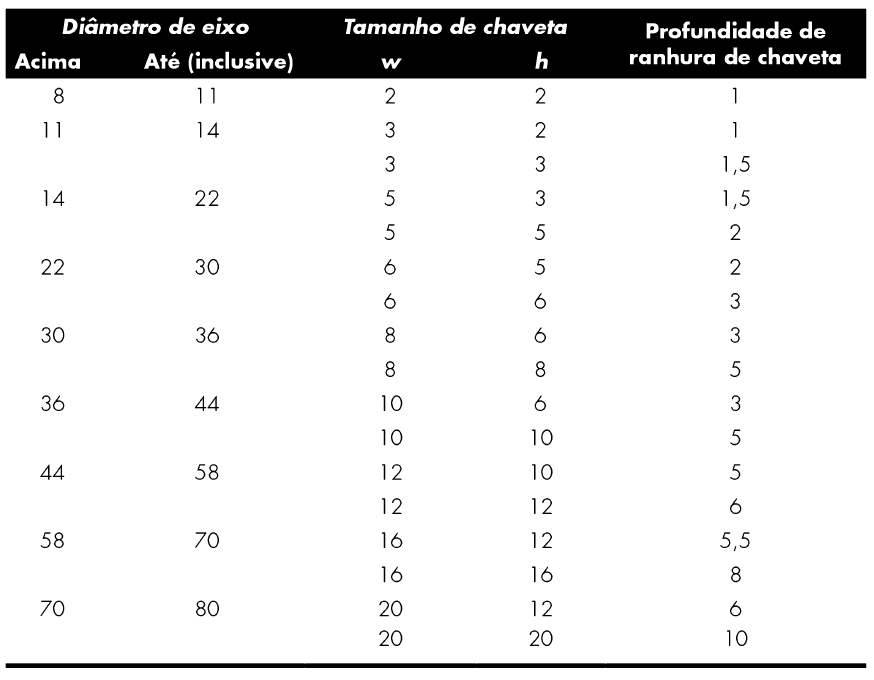 Diâmetro de eixo Tamanho de chaveta Profundidade de
Acima Até (inclusive) w h ranhura de chaveta
8 11 2 2 1
11 14 3 2 1
3 3 1,5
14 22 5 3 1,5
5 5 2
22 30 6 5 2
6 6 3
30 36 8 6 3
8 8 5
36 44 10 6 3
10 10 5
44 58 12 10 5
12 12 6
58 70 16 12 5,5
16 16 8
70 80 20 12 6
20 20 10